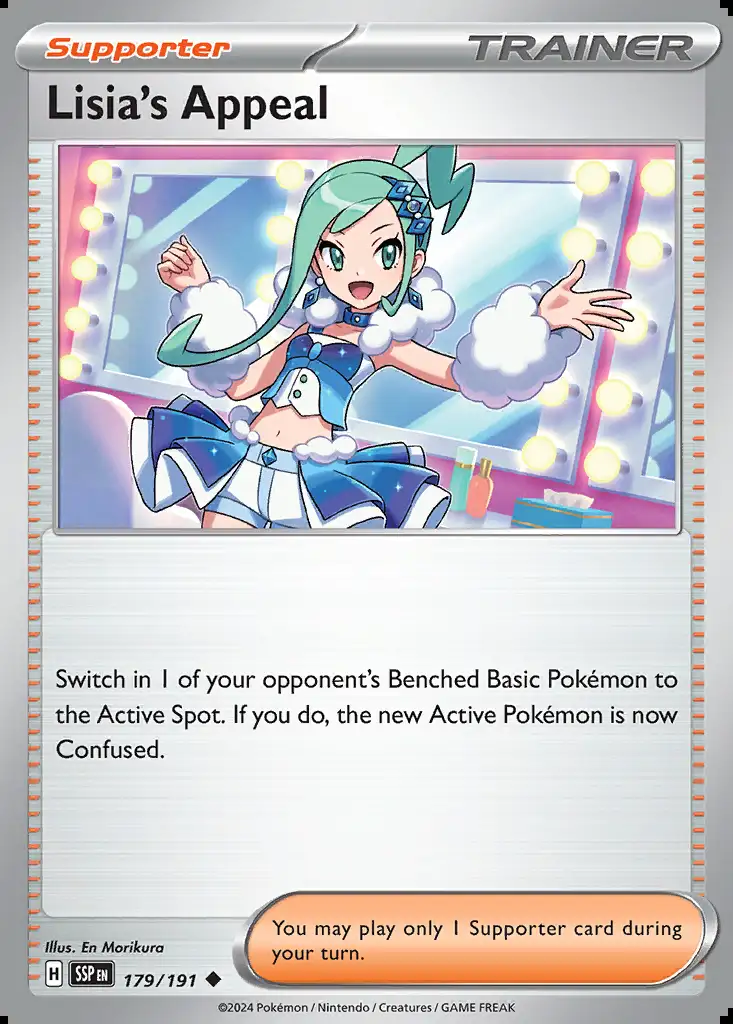 Supporter
TRAINER
Lisia's Appeal
Switch in 1 of your opponent's Benched Basic Pokémon to
the Active Spot. If you do, the new Active Pokémon is now
Confused.
You may play only 1 Supporter card during
your turn.
Illus. En Morikura
H SSP EN 179/191 ◆
©2024 Pokémon / Nintendo / Creatures / GAME FREAK